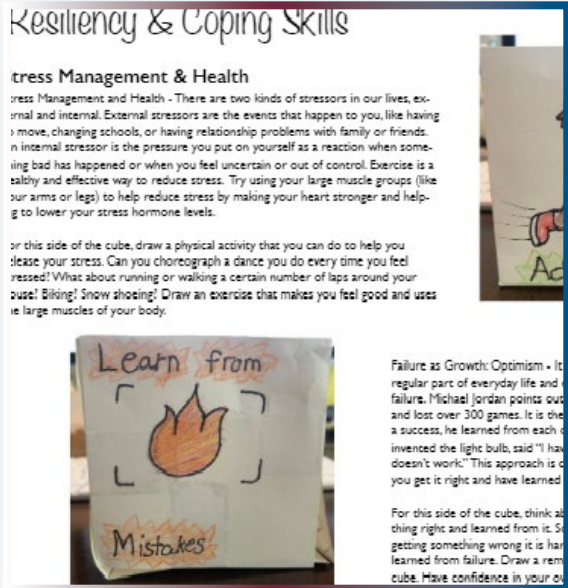 Resiliency & Coping Skills
tress Management & Health
ress Management and Health - There are two kinds of stressors in our lives, ex-
rnal and internal. External stressors are the events that happen to you, like having
move, changing schools, or having relationship problems with family or friends.
n internal stressor is the pressure you put on yourself as a reaction when some-
ing bad has happened or when you feel uncertain or out of control. Exercise is a
ealthy and effective way to reduce stress. Try using your large muscle groups (like
our arms or legs) to help reduce stress by making your heart stronger and help-
g to lower your stress hormone levels.
or this side of the cube, draw a physical activity that you can do to help you
elease your stress. Can you choreograph a dance you do every time you feel
ressed? What about running or walking a certain number of laps around your
ouse? Biking? Snow shoeing? Draw an exercise that makes you feel good and uses
e large muscles of your body.
Learn from
Mistakes
Ac
Failure as Growth: Optimism - It
regular part of everyday life and
failure. Michael Jordan points out
and lost over 300 games. It is the
a success, he learned from each
invented the light bulb, said "I hav
doesn't work." This approach is
you get it right and have learned
For this side of the cube, think ab
thing right and learned from it. So
getting something wrong it is har
learned from failure. Draw a rem
cube. Have confidence in your ow